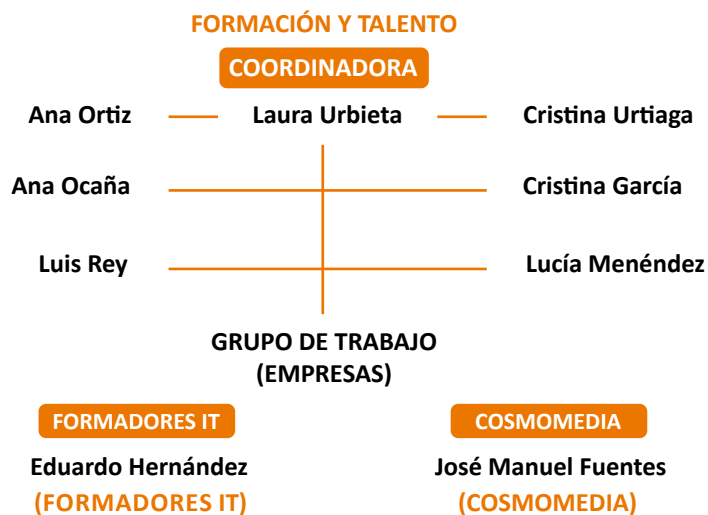 FORMACIÓN Y TALENTO
COORDINADORA
Ana Ortiz Laura Urbieta Cristina Urtiaga
Ana Ocaña Cristina García
Luis Rey Lucía Menéndez
GRUPO DE TRABAJO
(EMPRESAS)
FORMADORES IT COSMOMEDIA
Eduardo Hernández José Manuel Fuentes
(FORMADORES IT) (COSMOMEDIA)